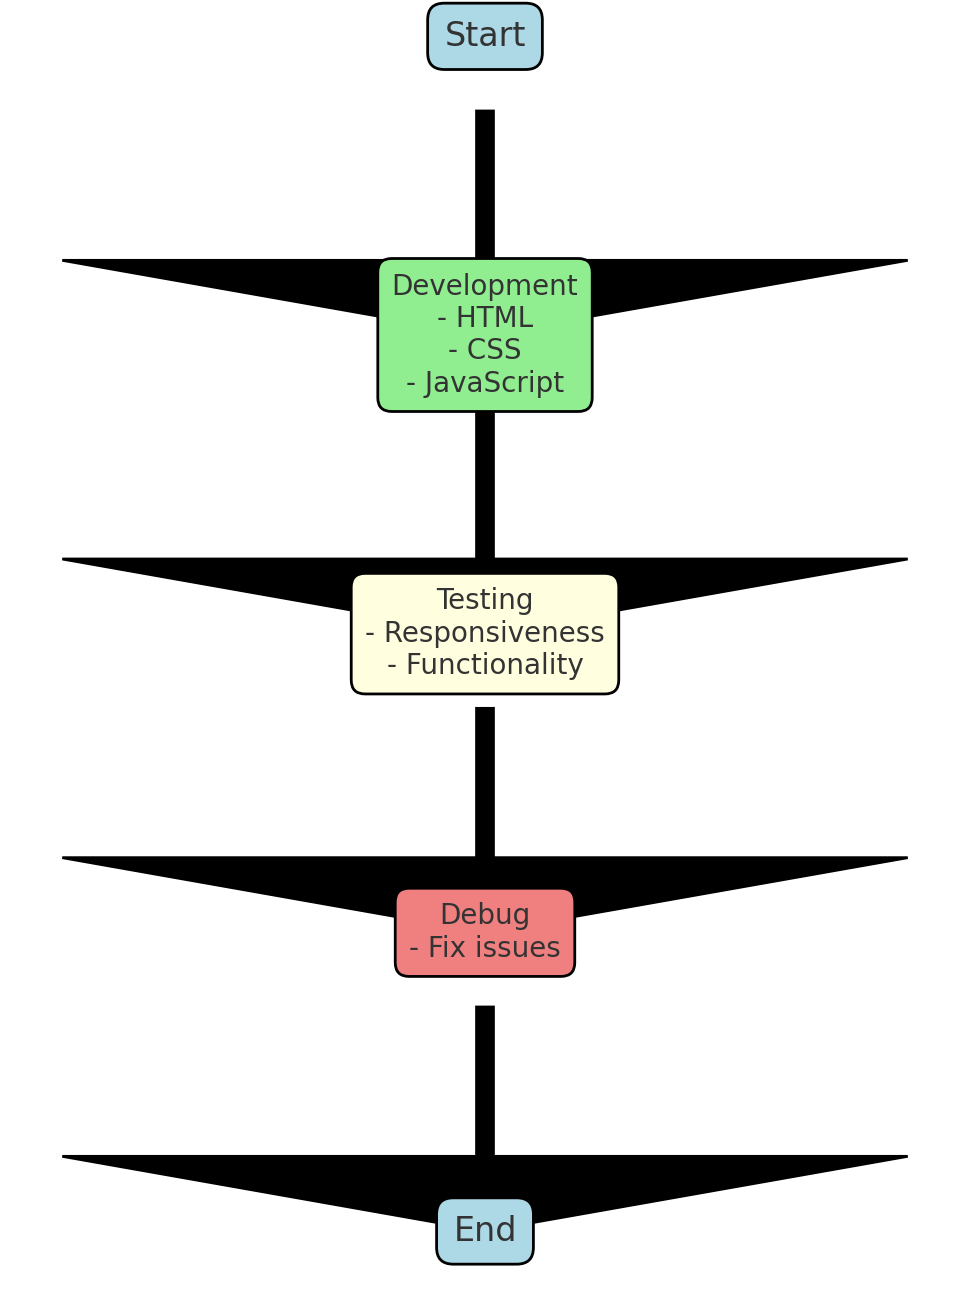 Start
Development
- HTML
- CSS
- JavaScript
Testing
- Responsiveness
- Functionality
Debug
- Fix issues
End